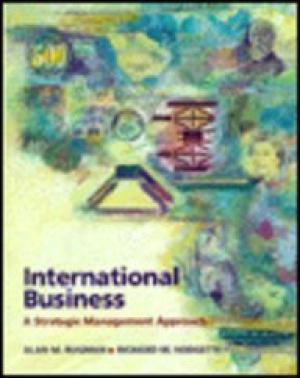 International
Business
A Strategic Management Approach
ALAN M. RUGMAN RICHARD M. HODGETTS